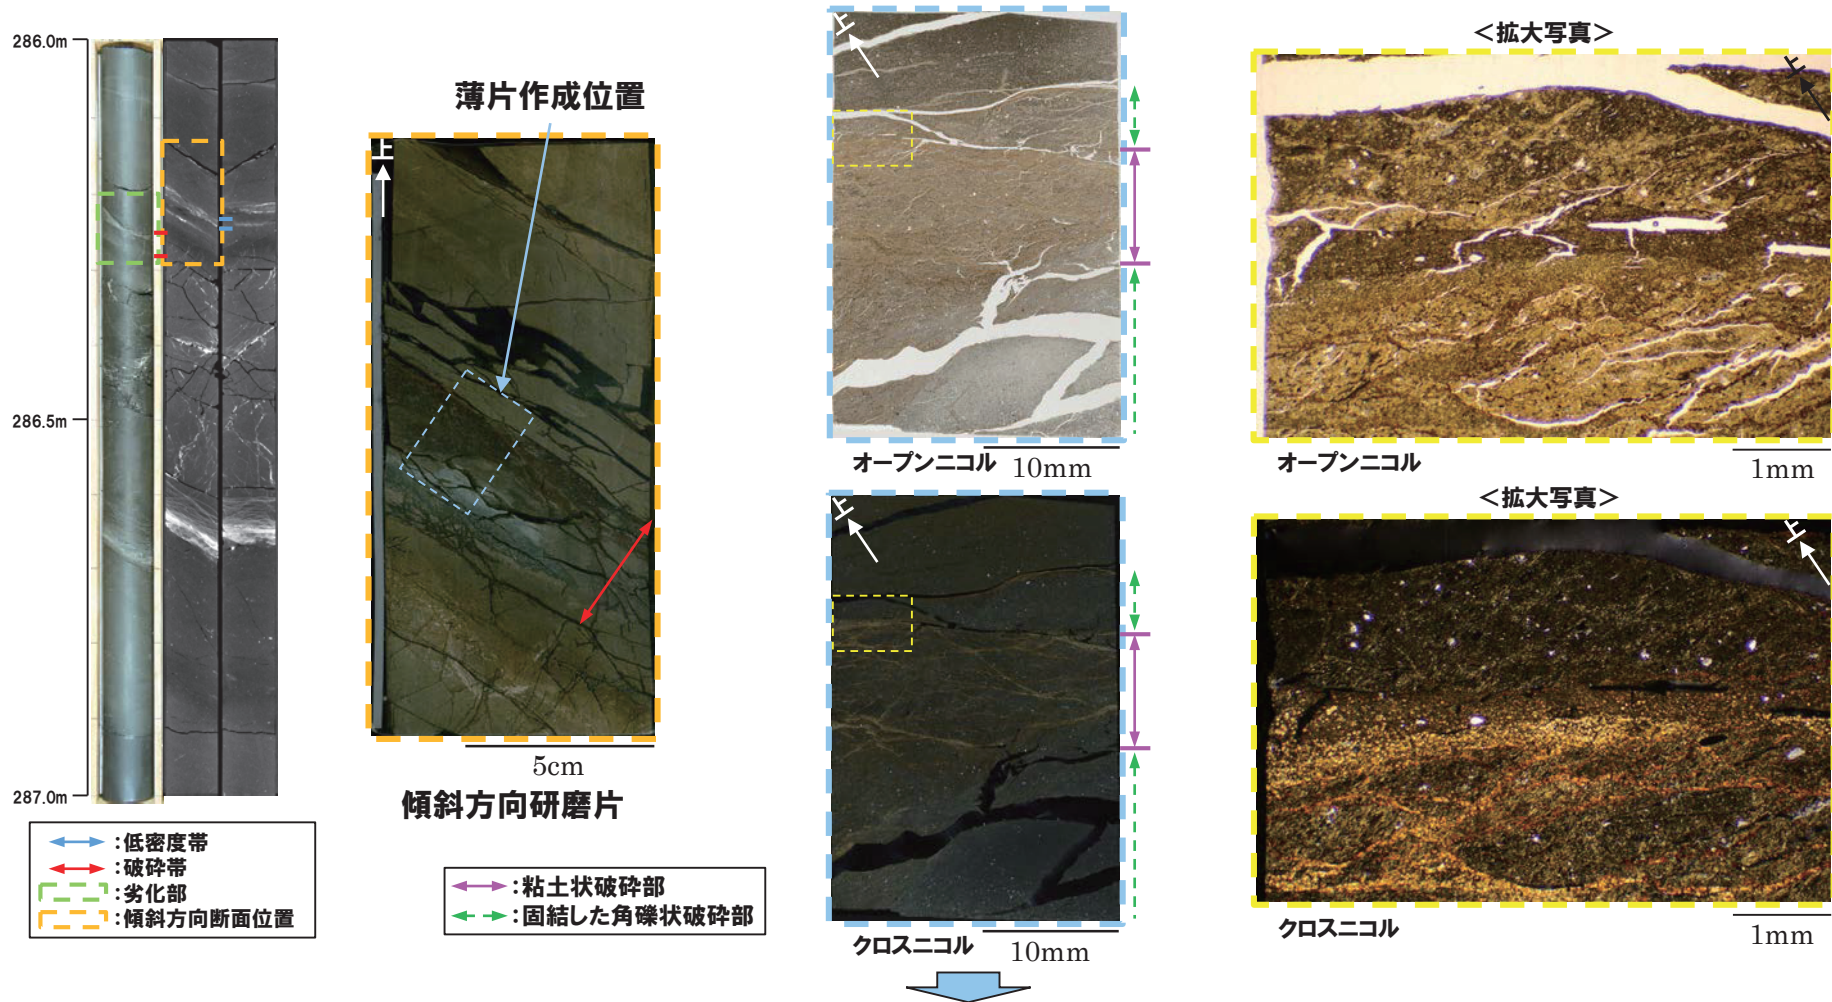 286.0m
286.5m
287.0m
:低密度帯
:破砕帯
:劣化部
:傾斜方向断面位置
薄片作成位置
上
5cm
傾斜方向研磨片
:粘土状破砕部
:固結した角礫状破砕部
上
オープンニコル
10mm
上
クロスニコル
10mm
<拡大写真>
上
オープンニコル
1mm
<拡大写真>
上
クロスニコル
1mm